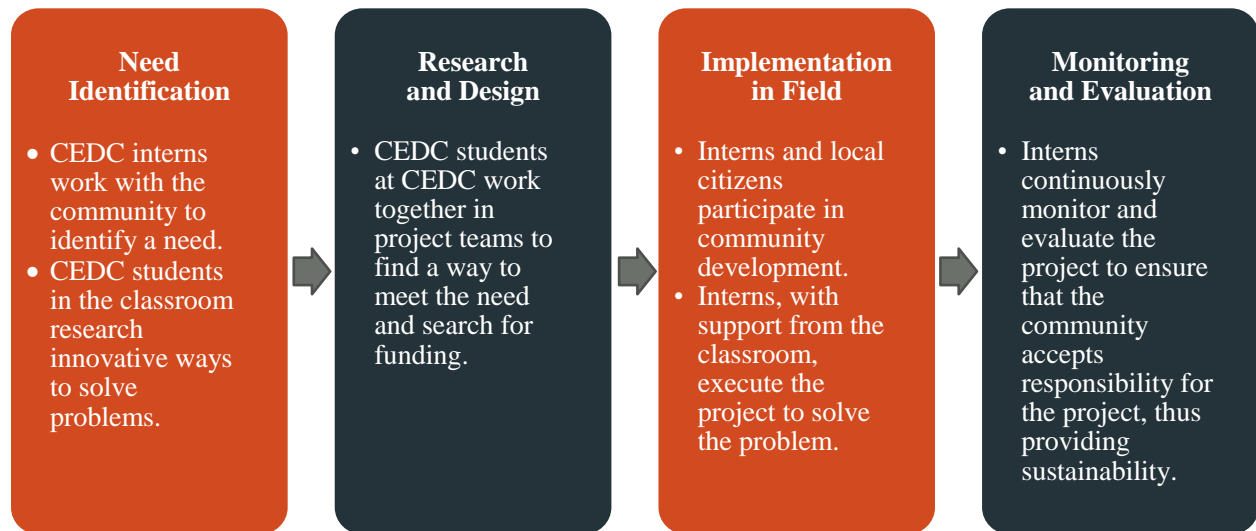 Need
Identification
• CEDC interns
work with the
community to
identify a need.
• CEDC students
in the classroom
research
innovative ways
to solve
problems.
Research
and Design
• CEDC students
at CEDC work
together in
project teams to
find a way to
meet the need
and search for
funding.
Implementation
in Field
• Interns and local
citizens
participate in
community
development.
• Interns, with
support from the
classroom,
execute the
project to solve
the problem.
Monitoring
and Evaluation
• Interns
continuously
monitor and
evaluate the
project to ensure
that the
community
accepts
responsibility for
the project, thus
providing
sustainability.